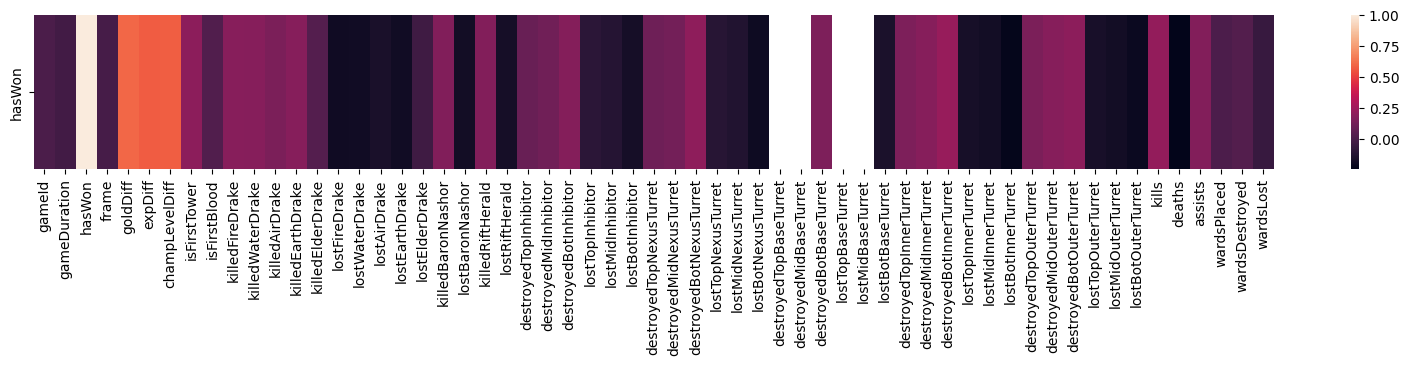 hasWon
gameId
gameDuration
hasWon
frame
goldDiff
expDiff
champLevelDiff
isFirstTower
isFirstBlood
killedFireDrake
killedWaterDrake
killedAirDrake
killedEarthDrake
killedElderDrake
lostFireDrake
lostWaterDrake
lostAirDrake
lostEarthDrake
lostElderDrake
killedBaronNashor
lostBaronNashor
killedRiftHerald
lostRiftHerald
destroyedTopInhibitor
destroyedMidInhibitor
destroyedBotInhibitor
lostTopInhibitor
lostMidInhibitor
lostBotInhibitor
destroyedTopNexusTurret
destroyedMidNexusTurret
destroyedBotNexusTurret
lostTopNexusTurret
lostMidNexusTurret
lostBotNexusTurret
destroyedTopBaseTurret
destroyedMidBaseTurret
destroyedBotBaseTurret
lostTopBaseTurret
lostMidBaseTurret
lostBotBaseTurret
destroyedTopInnerTurret
destroyedMidInnerTurret
destroyedBotInnerTurret
lostTopInnerTurret
lostMidInnerTurret
lostBotInnerTurret
destroyedTopOuterTurret
destroyedMidOuterTurret
destroyedBotOuterTurret
lostTopOuterTurret
lostMidOuterTurret
lostBotOuterTurret
kills
deaths
assists
wardsPlaced
wardsDestroyed
wardsLost
1.00
0.75
0.50
0.25
0.00